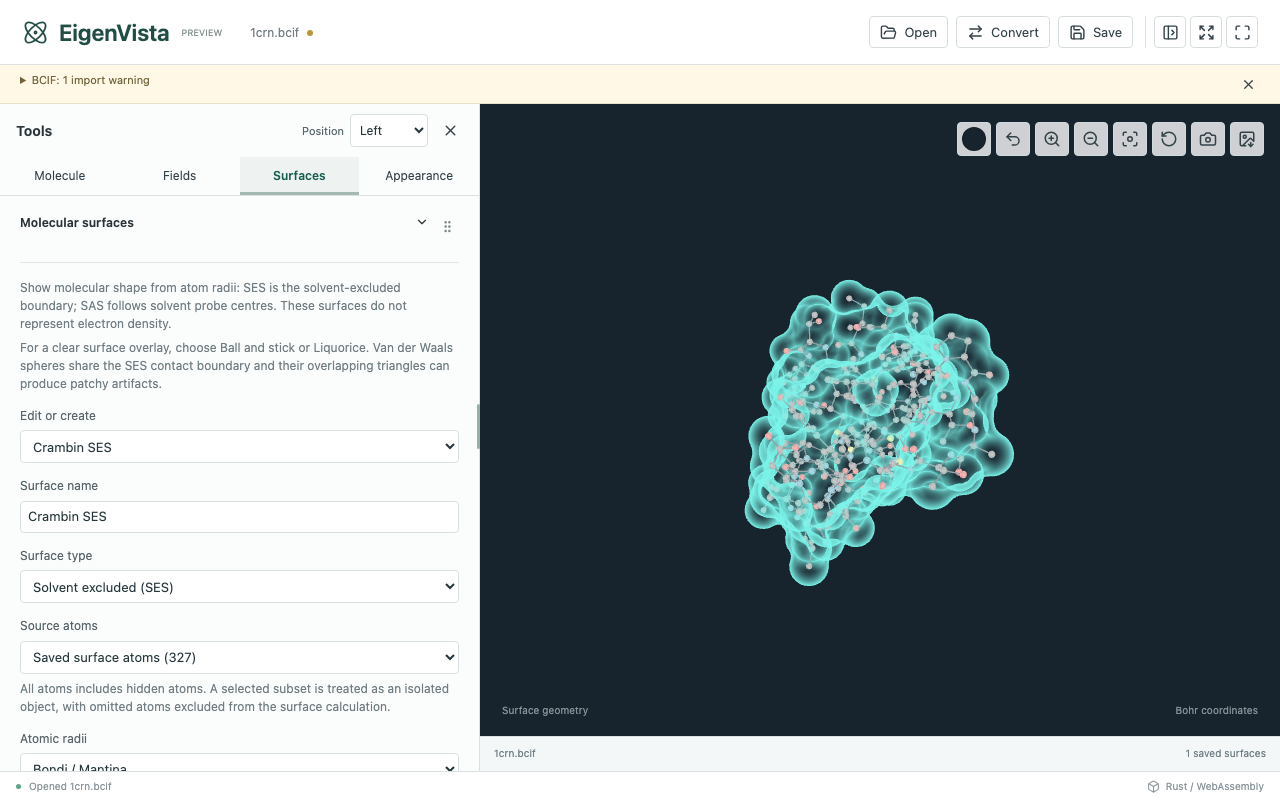 EigenVista PREVIEW 1crn.bcif Open Convert Save
BCIF: 1 import warning
Tools Position Left
Molecule Fields Surfaces Appearance
Molecular surfaces
Show molecular shape from atom radii: SES is the solvent-excluded
boundary; SAS follows solvent probe centres. These surfaces do not
represent electron density.
For a clear surface overlay, choose Ball and stick or Liquorice. Van der Waals
spheres share the SES contact boundary and their overlapping triangles can
produce patchy artifacts.
Edit or create
Crambin SES
Surface name
Crambin SES
Surface type
Solvent excluded (SES)
Source atoms
Saved surface atoms (327)
All atoms includes hidden atoms. A selected subset is treated as an isolated
object, with omitted atoms excluded from the surface calculation.
Atomic radii
Bondi / Mantina
Surface geometry Bohr coordinates
1crn.bcif 1 saved surfaces
Opened 1crn.bcif Rust / WebAssembly